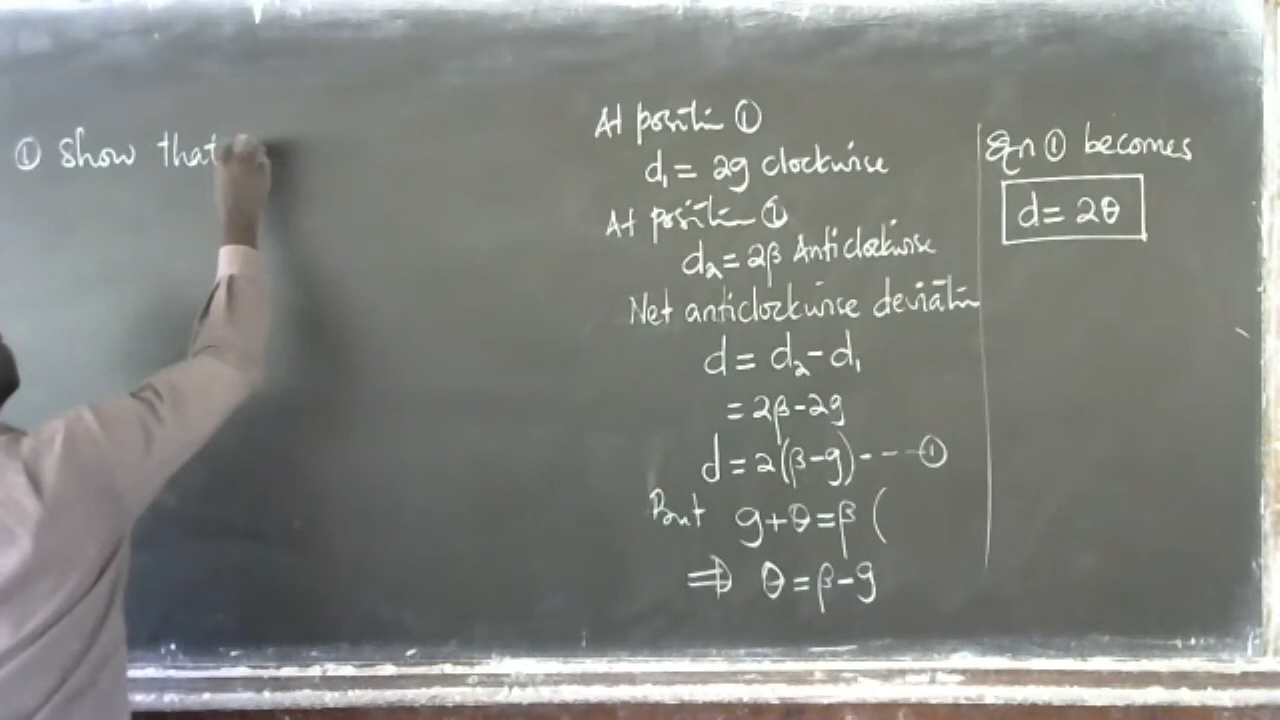 ① Show that
At position ①
d₁ = 2g clockwise
At position ①
d₂ = 2β Anticlockwise
Net anticlockwise deviation
d = d₂ - d₁
= 2β - 2g
d = 2(β - g) - - - - ①
But g + θ = β (
⇒ θ = β - g
Eqn ① becomes
d = 2θ